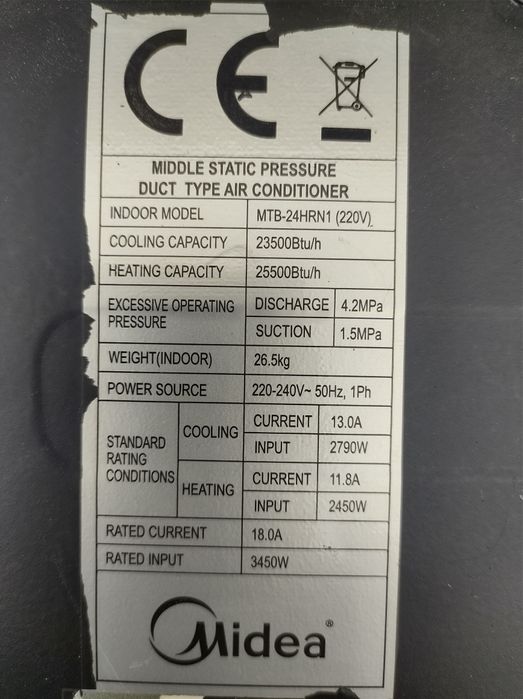 CE
MIDDLE STATIC PRESSURE
DUCT TYPE AIR CONDITIONER
INDOOR MODEL MTB-24HRN1 (220V)
COOLING CAPACITY 23500Btu/h
HEATING CAPACITY 25500Btu/h
EXCESSIVE OPERATING PRESSURE DISCHARGE 4.2MPa
SUCTION 1.5MPa
WEIGHT(INDOOR) 26.5kg
POWER SOURCE 220-240V~ 50Hz, 1Ph
STANDARD RATING CONDITIONS COOLING CURRENT 13.0A
INPUT 2790W
HEATING CURRENT 11.8A
INPUT 2450W
RATED CURRENT 18.0A
RATED INPUT 3450W
Midea®